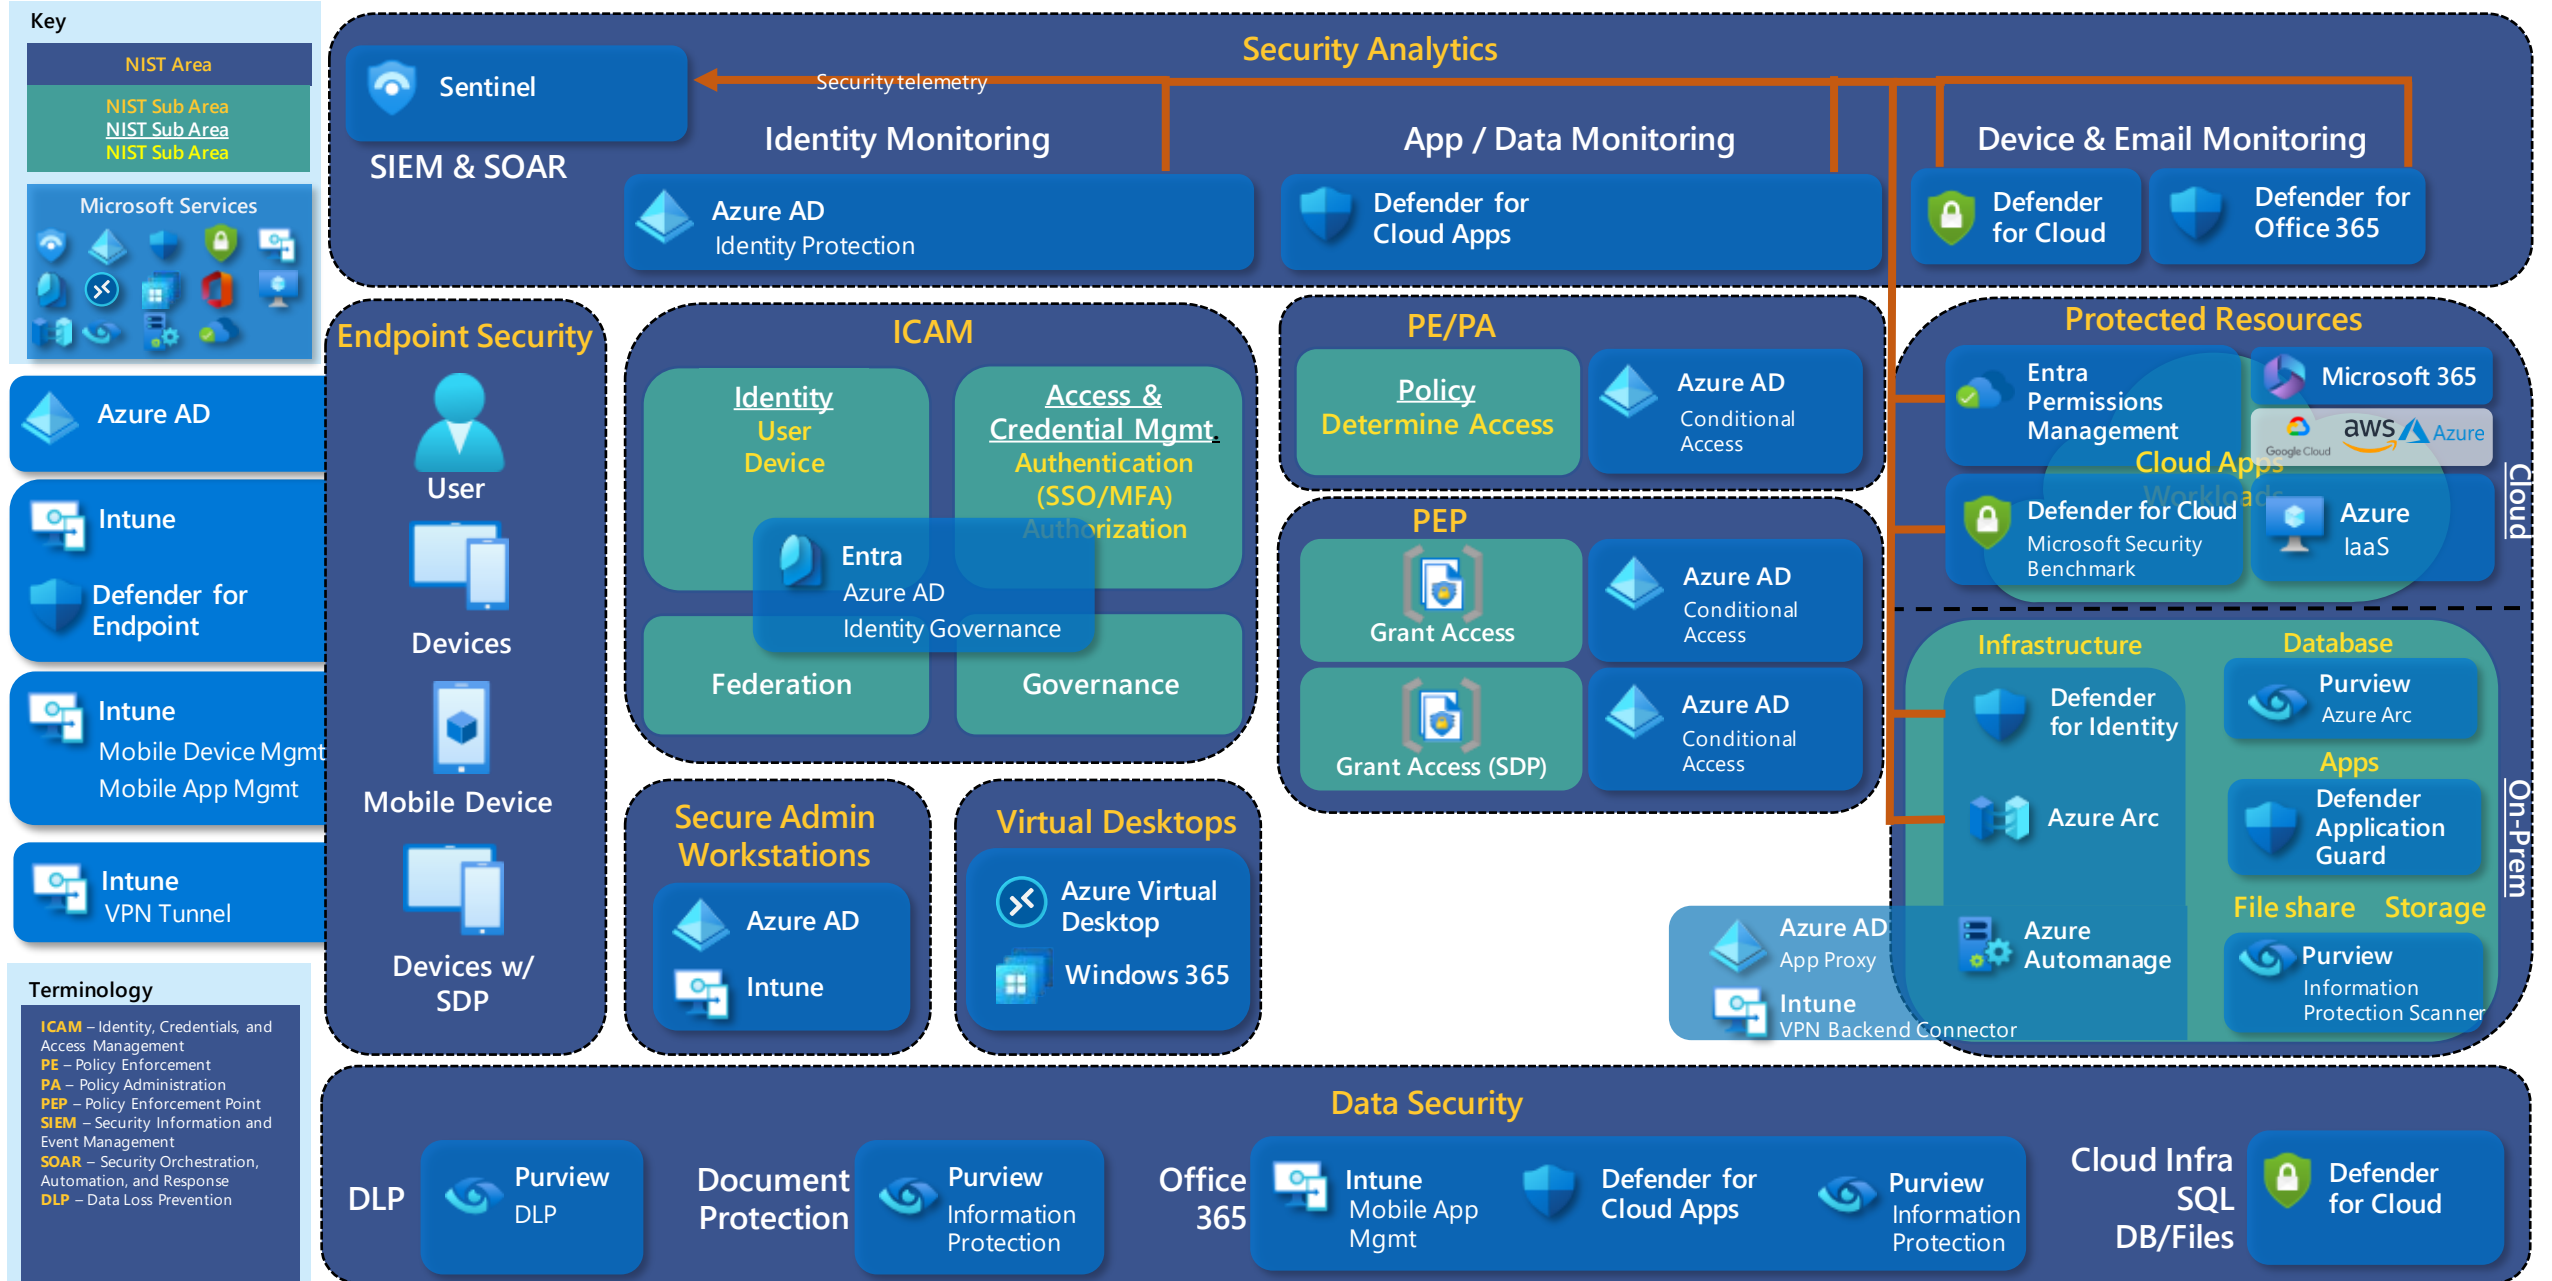 Key
NIST Area
NIST Sub Area
NIST Sub Area
NIST Sub Area
Microsoft Services
Security Analytics
Sentinel
Security telemetry
SIEM & SOAR
Identity Monitoring
Azure AD
Identity Protection
App / Data Monitoring
Defender for
Cloud Apps
Device & Email Monitoring
Defender
for Cloud
Defender for
Office 365
Azure AD
Intune
Defender for
Endpoint
Intune
Mobile Device Mgmt
Mobile App Mgmt
Intune
VPN Tunnel
Endpoint Security
User
Devices
Mobile Device
Devices w/
SDP
ICAM
Identity
User
Device
Access &
Credential Mgmt.
Authentication
(SSO/MFA)
Authorization
Entra
Azure AD
Identity Governance
Federation
Governance
Secure Admin
Workstations
Azure AD
Intune
Virtual Desktops
Azure Virtual
Desktop
Windows 365
PE/PA
Policy
Determine Access
Azure AD
Conditional
Access
PEP
Grant Access
Azure AD
Conditional
Access
Grant Access (SDP)
Azure AD
Conditional
Access
Protected Resources
Entra
Permissions
Management
Microsoft 365
Google Cloud
aws
Azure
Cloud Apps
Workloads
Defender for Cloud
Microsoft Security
Benchmark
Azure
IaaS
Cloud
Infrastructure
Defender
for Identity
Azure Arc
Azure
Automanage
Azure AD
App Proxy
Intune
VPN Backend Connector
Database
Purview
Azure Arc
Apps
Defender
Application
Guard
File share Storage
Purview
Information
Protection Scanner
On-Prem
Terminology
ICAM – Identity, Credentials, and
Access Management
PE – Policy Enforcement
PA – Policy Administration
PEP – Policy Enforcement Point
SIEM – Security Information and
Event Management
SOAR – Security Orchestration,
Automation, and Response
DLP – Data Loss Prevention
Data Security
DLP
Purview
DLP
Document
Protection
Purview
Information
Protection
Office
365
Intune
Mobile App
Mgmt
Defender for
Cloud Apps
Purview
Information
Protection
Cloud Infra
SQL
DB/Files
Defender
for Cloud